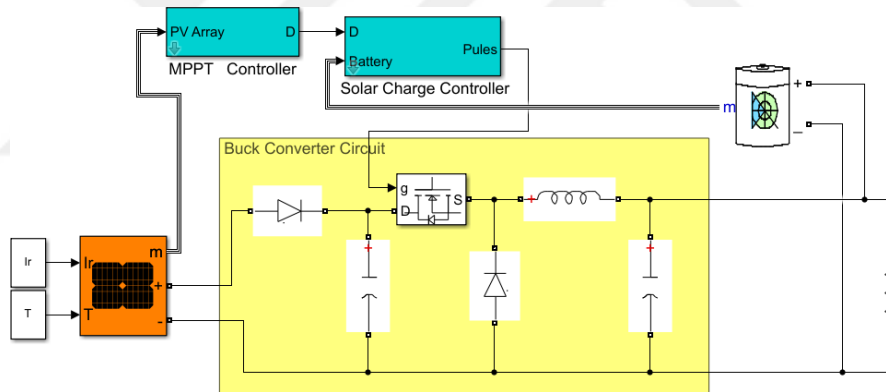 PV Array D
MPPT Controller
D
Pules
Battery
Solar Charge Controller
m
+
_
Buck Converter Circuit
g
D S
+
+
+
Ir
T
Ir
T
m
+
-